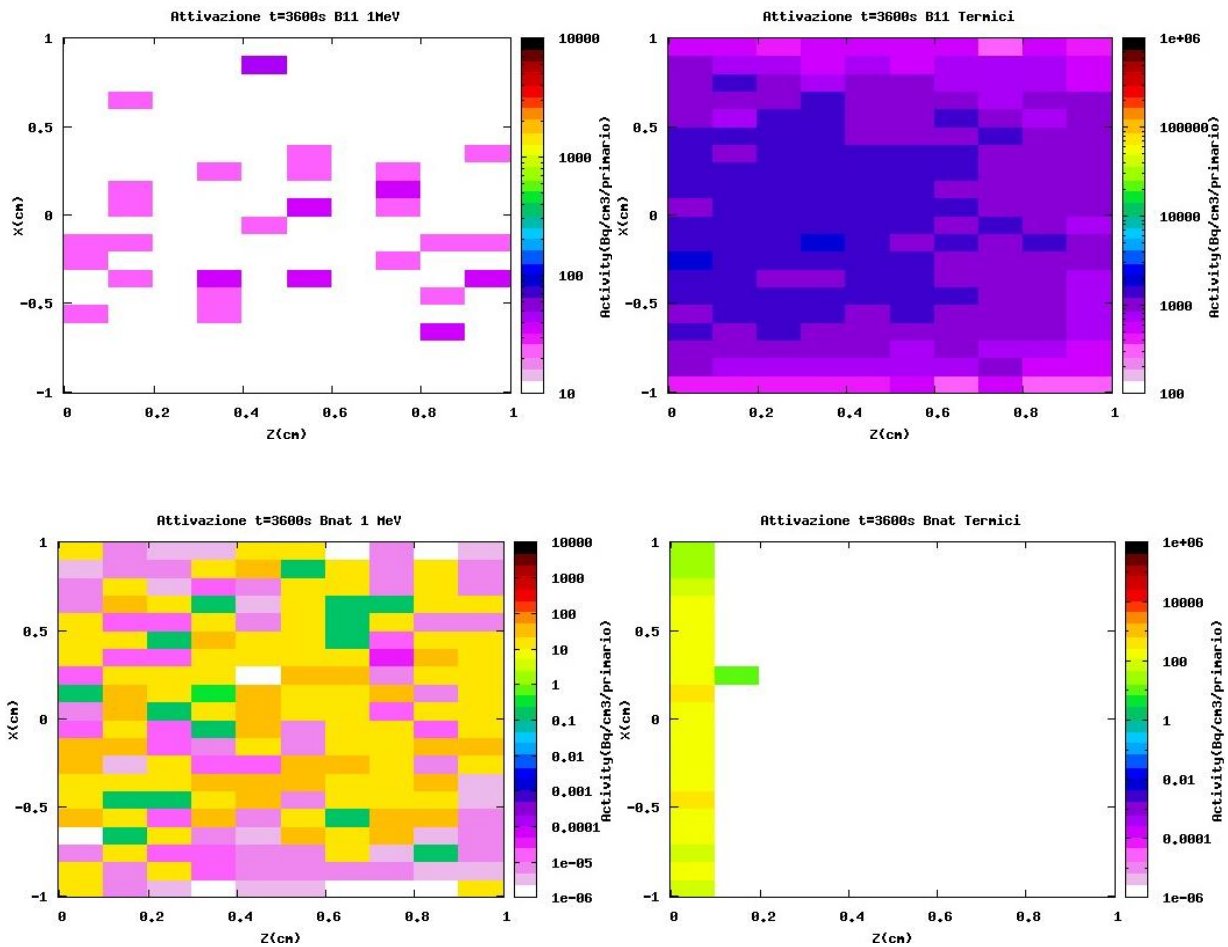 Attivazione t=3600s B11 1MeV
1
0.5
0
-0.5
-1
X(cm)
0 0.2 0.4 0.6 0.8 1
Z(cm)
10000
1000
100
10
Activity(Bq/cm3/primario)
Attivazione t=3600s B11 Termici
1
0.5
0
-0.5
-1
X(cm)
0 0.2 0.4 0.6 0.8 1
Z(cm)
1e+06
100000
10000
1000
100
Activity(Bq/cm3/primario)
Attivazione t=3600s Bnat 1 MeV
1
0.5
0
-0.5
-1
X(cm)
0 0.2 0.4 0.6 0.8 1
Z(cm)
10000
1000
100
10
1
0.1
0.01
0.001
0.0001
1e-05
1e-06
Activity(Bq/cm3/primario)
Attivazione t=3600s Bnat Termici
1
0.5
0
-0.5
-1
X(cm)
0 0.2 0.4 0.6 0.8 1
Z(cm)
1e+06
10000
100
1
0.01
0.0001
1e-06
Activity(Bq/cm3/primario)